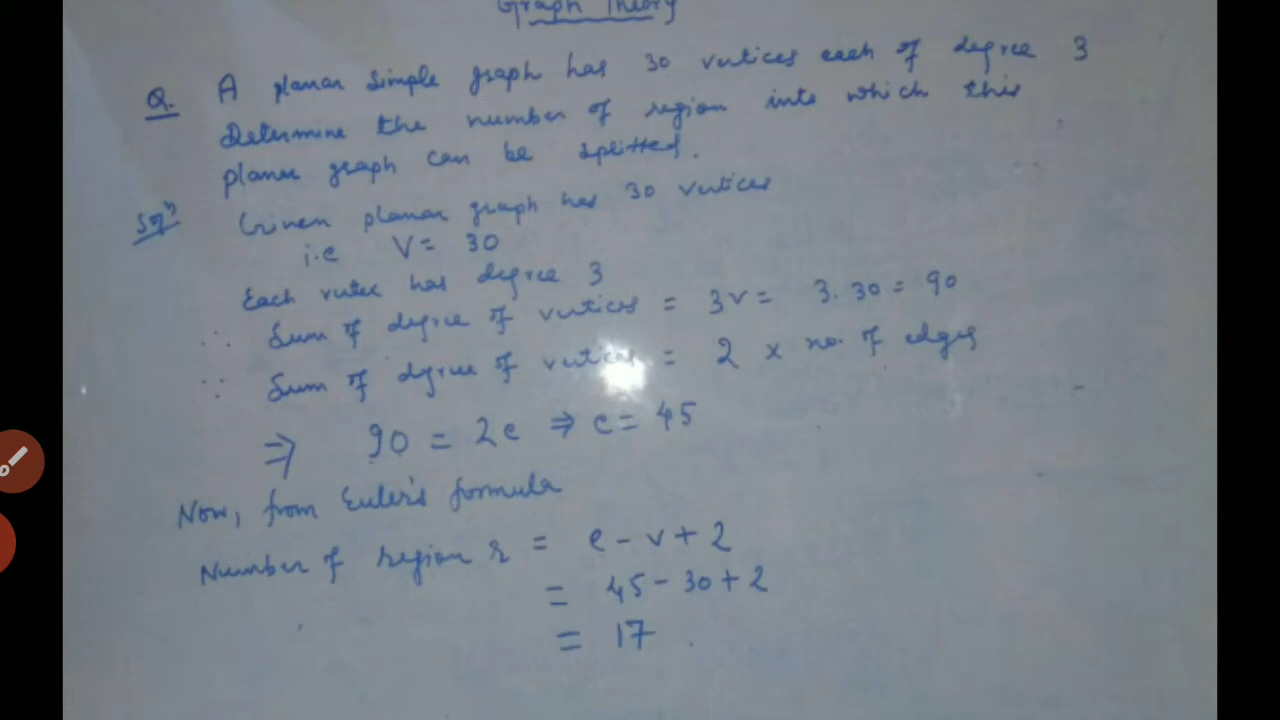 Graph Theory
Q. A planar simple graph has 30 vertices each of degree 3
Determine the number of region into which this
planar graph can be splitted.
Sol<sup>n</sup> Given planar graph has 30 vertices
i.e V = 30
Each vertex has degree 3
∴ Sum of degree of vertices = 3v = 3.30 = 90
∵ Sum of degree of vertices = 2 × no. of edges
⇒ 90 = 2e ⇒ e = 45
Now, from Euler's formula
Number of region r = e - v + 2
= 45 - 30 + 2
= 17